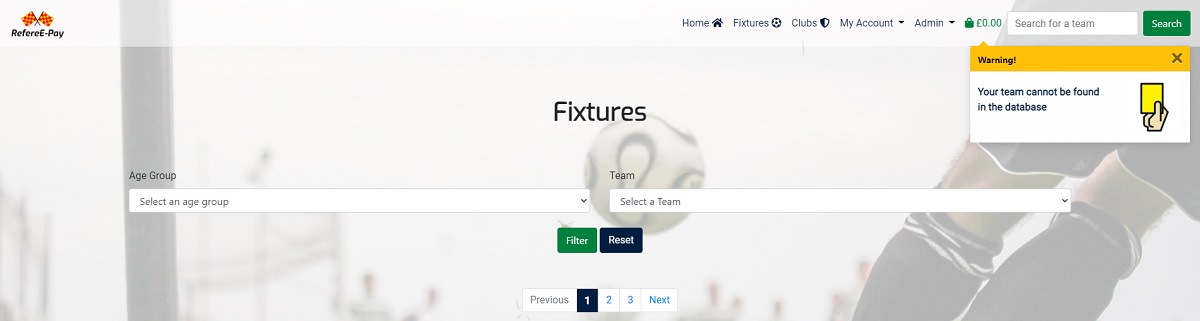 RefereE-Pay
Home Fixtures Clubs My Account Admin £0.00 Search for a team Search
Warning!
Your team cannot be found
in the database
Fixtures
Age Group Team
Select an age group Select a Team
Filter Reset
Previous 1 2 3 Next